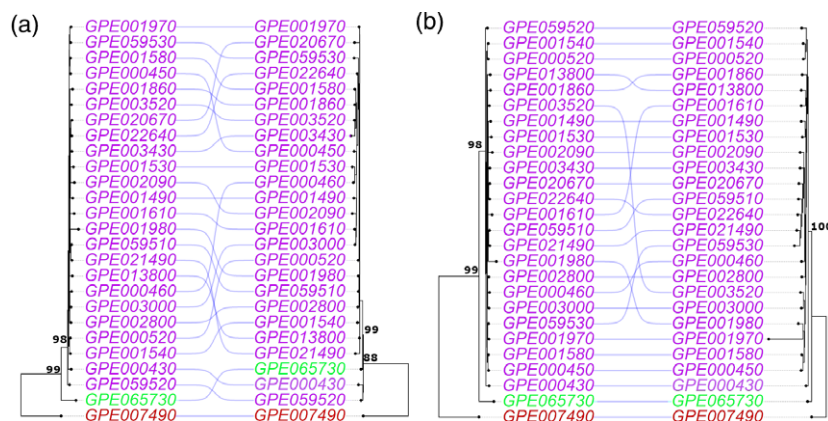 (a)
(b)
GPE001970 GPE001970
GPE059530 GPE020670
GPE001580 GPE059530
GPE000450 GPE022640
GPE001860 GPE001580
GPE003520 GPE001860
GPE020670 GPE003520
GPE022640 GPE003430
GPE003430 GPE000450
GPE001530 GPE001530
GPE002090 GPE000460
GPE001490 GPE001490
GPE001610 GPE002090
GPE001980 GPE001610
GPE059510 GPE003000
GPE021490 GPE000520
GPE013800 GPE001980
GPE000460 GPE059510
GPE003000 GPE002800
GPE002800 GPE001540
GPE000520 GPE013800
GPE001540 GPE021490
GPE000430 GPE065730
GPE059520 GPE000430
GPE065730 GPE059520
GPE007490 GPE007490
98
99
99
88
GPE059520 GPE059520
GPE001540 GPE001540
GPE000520 GPE000520
GPE013800 GPE001860
GPE001860 GPE013800
GPE003520 GPE001610
GPE001490 GPE001490
GPE001530 GPE001530
GPE002090 GPE002090
GPE003430 GPE003430
GPE020670 GPE020670
GPE022640 GPE059510
GPE001610 GPE022640
GPE059510 GPE021490
GPE021490 GPE059530
GPE001980 GPE000460
GPE002800 GPE002800
GPE000460 GPE003520
GPE003000 GPE003000
GPE059530 GPE001980
GPE001970 GPE001970
GPE001580 GPE001580
GPE000450 GPE000450
GPE000430 GPE000430
GPE065730 GPE065730
GPE007490 GPE007490
98
99
100